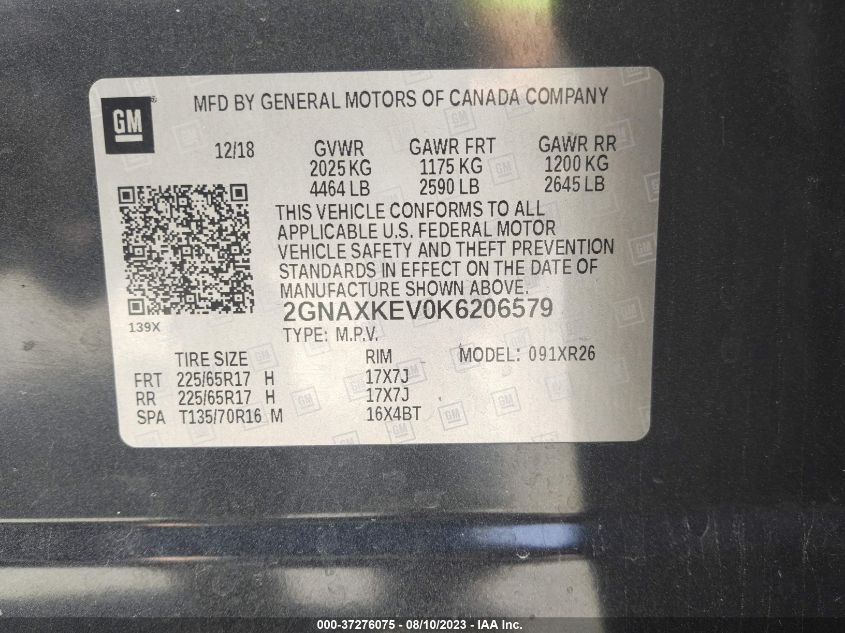 GM
MFD BY GENERAL MOTORS OF CANADA COMPANY
12/18 GVWR GAWR FRT GAWR RR
2025 KG 1175 KG 1200 KG
4464 LB 2590 LB 2645 LB
THIS VEHICLE CONFORMS TO ALL
APPLICABLE U.S. FEDERAL MOTOR
VEHICLE SAFETY AND THEFT PREVENTION
STANDARDS IN EFFECT ON THE DATE OF
MANUFACTURE SHOWN ABOVE.
2GNAXKEV0K6206579
139X
TYPE: M.P.V.
TIRE SIZE RIM MODEL: 091XR26
FRT 225/65R17 H 17X7J
RR 225/65R17 H 17X7J
SPA T135/70R16 M 16X4BT
000-37276075 -- 08/10/2023 -- IAA Inc.